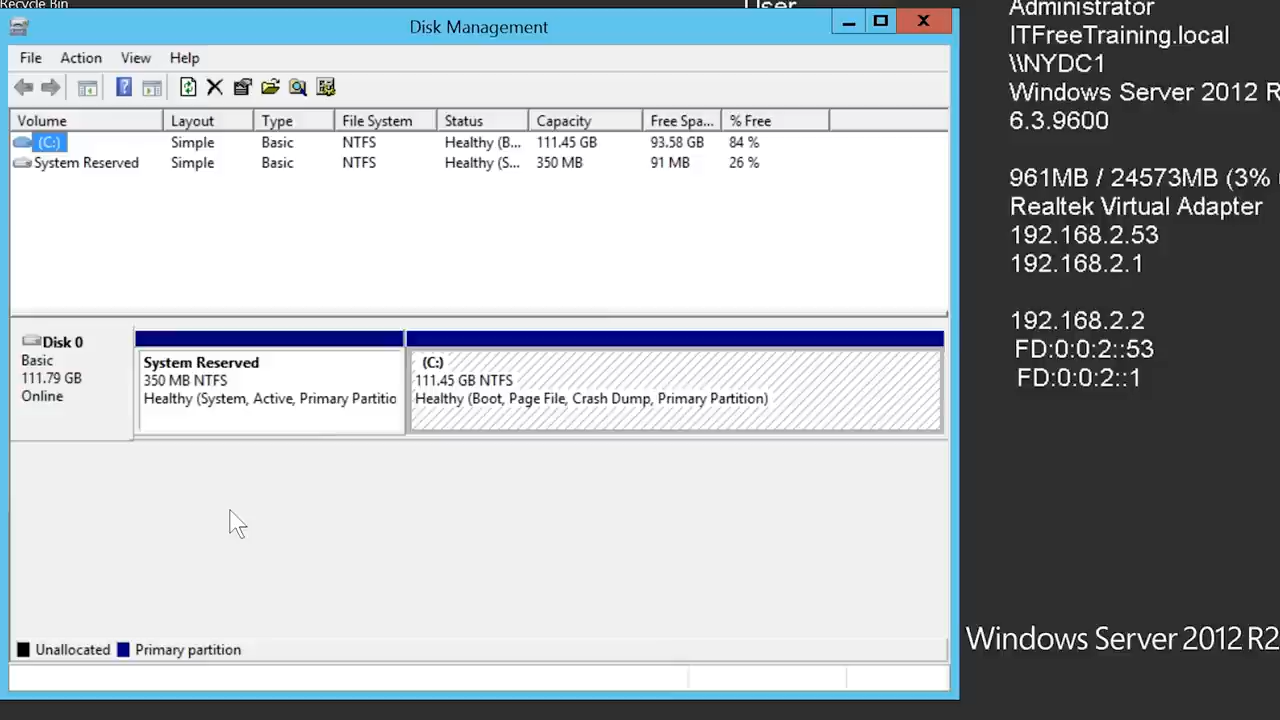 Recycle Bin
Disk Management
File Action View Help
Volume Layout Type File System Status Capacity Free Spa... % Free
(C:) Simple Basic NTFS Healthy (B... 111.45 GB 93.58 GB 84 %
System Reserved Simple Basic NTFS Healthy (S... 350 MB 91 MB 26 %
Disk 0
Basic
111.79 GB
Online
System Reserved
350 MB NTFS
Healthy (System, Active, Primary Partitio
(C:)
111.45 GB NTFS
Healthy (Boot, Page File, Crash Dump, Primary Partition)
Unallocated Primary partition
User
Administrator
ITFreeTraining.local
\\NYDC1
Windows Server 2012 R
6.3.9600
961MB / 24573MB (3%
Realtek Virtual Adapter
192.168.2.53
192.168.2.1
192.168.2.2
FD:0:0:2::53
FD:0:0:2::1
Windows Server 2012 R2